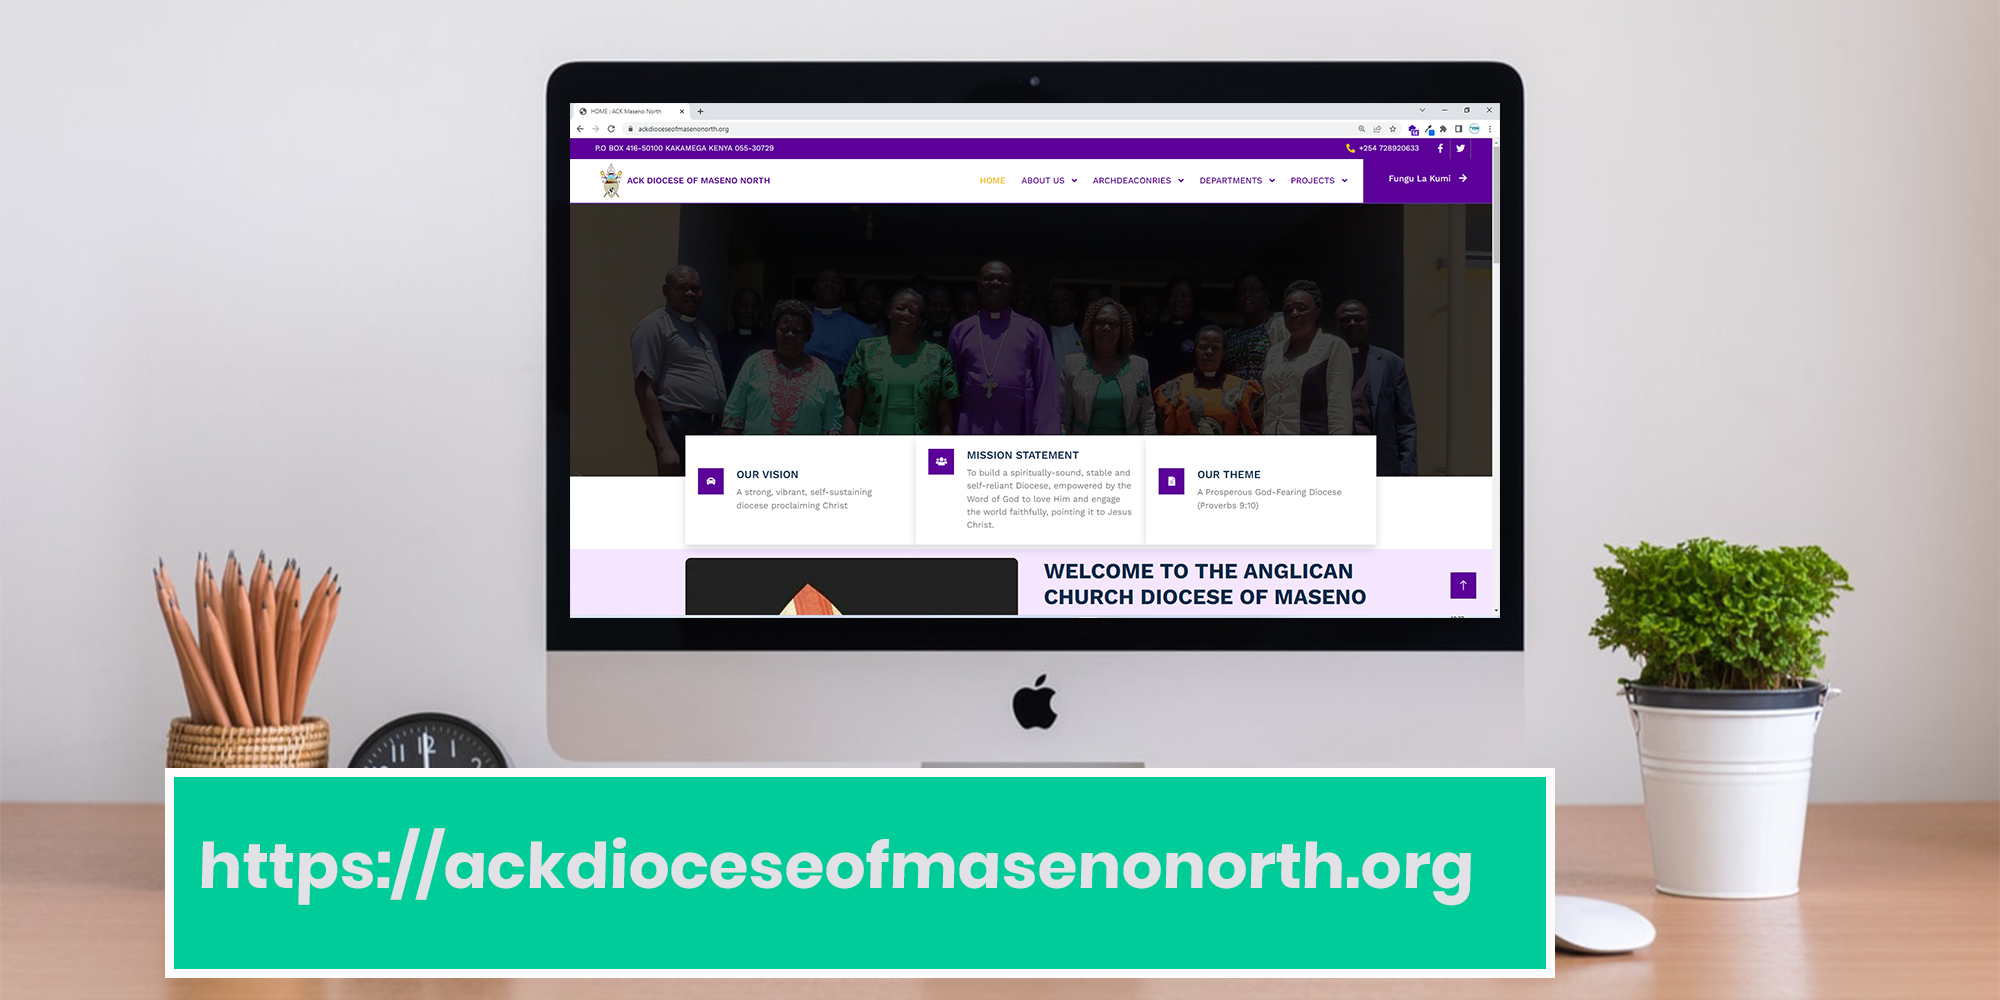 HOME : ACK Maseno North
ackdioceseofmasenonorth.org
P.O BOX 416-50100 KAKAMEGA KENYA 055-30729
+254 728920633
ACK DIOCESE OF MASENO NORTH
HOME
ABOUT US
ARCHDEACONRIES
DEPARTMENTS
PROJECTS
Fungu La Kumi
OUR VISION
A strong, vibrant, self-sustaining
diocese proclaiming Christ
MISSION STATEMENT
To build a spiritually-sound, stable and
self-reliant Diocese, empowered by the
Word of God to love Him and engage
the world faithfully, pointing it to Jesus
Christ.
OUR THEME
A Prosperous God-Fearing Diocese
(Proverbs 9:10)
WELCOME TO THE ANGLICAN
CHURCH DIOCESE OF MASENO
11 12 1
2
https://ackdioceseofmasenonorth.org